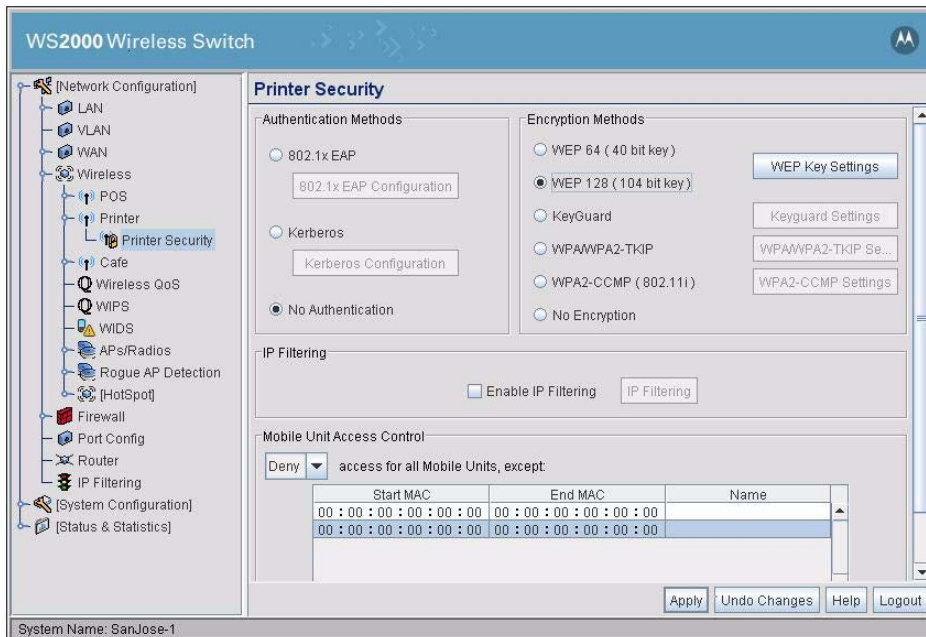 WS2000 Wireless Switch
[Network Configuration]
LAN
VLAN
WAN
Wireless
POS
Printer
Printer Security
Cafe
Wireless QoS
WIPS
WIDS
APs/Radios
Rogue AP Detection
[HotSpot]
Firewall
Port Config
Router
IP Filtering
[System Configuration]
[Status & Statistics]
Printer Security
Authentication Methods
802.1x EAP
802.1x EAP Configuration
Kerberos
Kerberos Configuration
No Authentication
Encryption Methods
WEP 64 ( 40 bit key )
WEP 128 ( 104 bit key )
WEP Key Settings
KeyGuard
Keyguard Settings
WPA/WPA2-TKIP
WPA/WPA2-TKIP Se...
WPA2-CCMP ( 802.11i )
WPA2-CCMP Settings
No Encryption
IP Filtering
Enable IP Filtering
IP Filtering
Mobile Unit Access Control
Deny access for all Mobile Units, except:
Start MAC End MAC Name
00 : 00 : 00 : 00 : 00 : 00 00 : 00 : 00 : 00 : 00 : 00
00 : 00 : 00 : 00 : 00 : 00 00 : 00 : 00 : 00 : 00 : 00
Apply Undo Changes Help Logout
System Name: SanJose-1